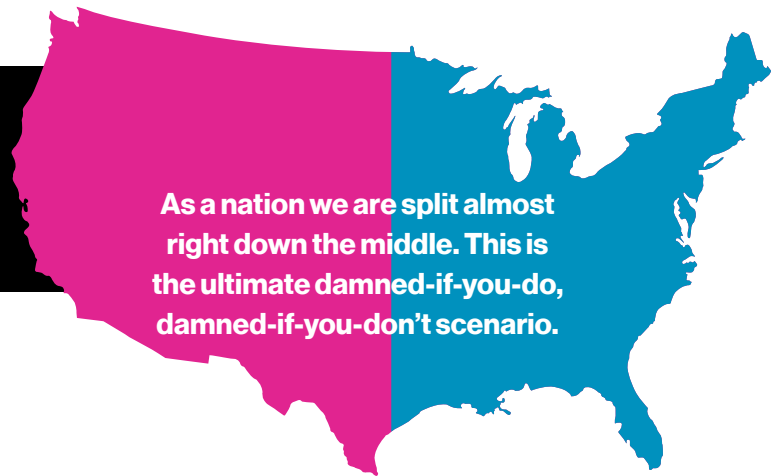 As a nation we are split almost
right down the middle. This is
the ultimate damned-if-you-do,
damned-if-you-don’t scenario.